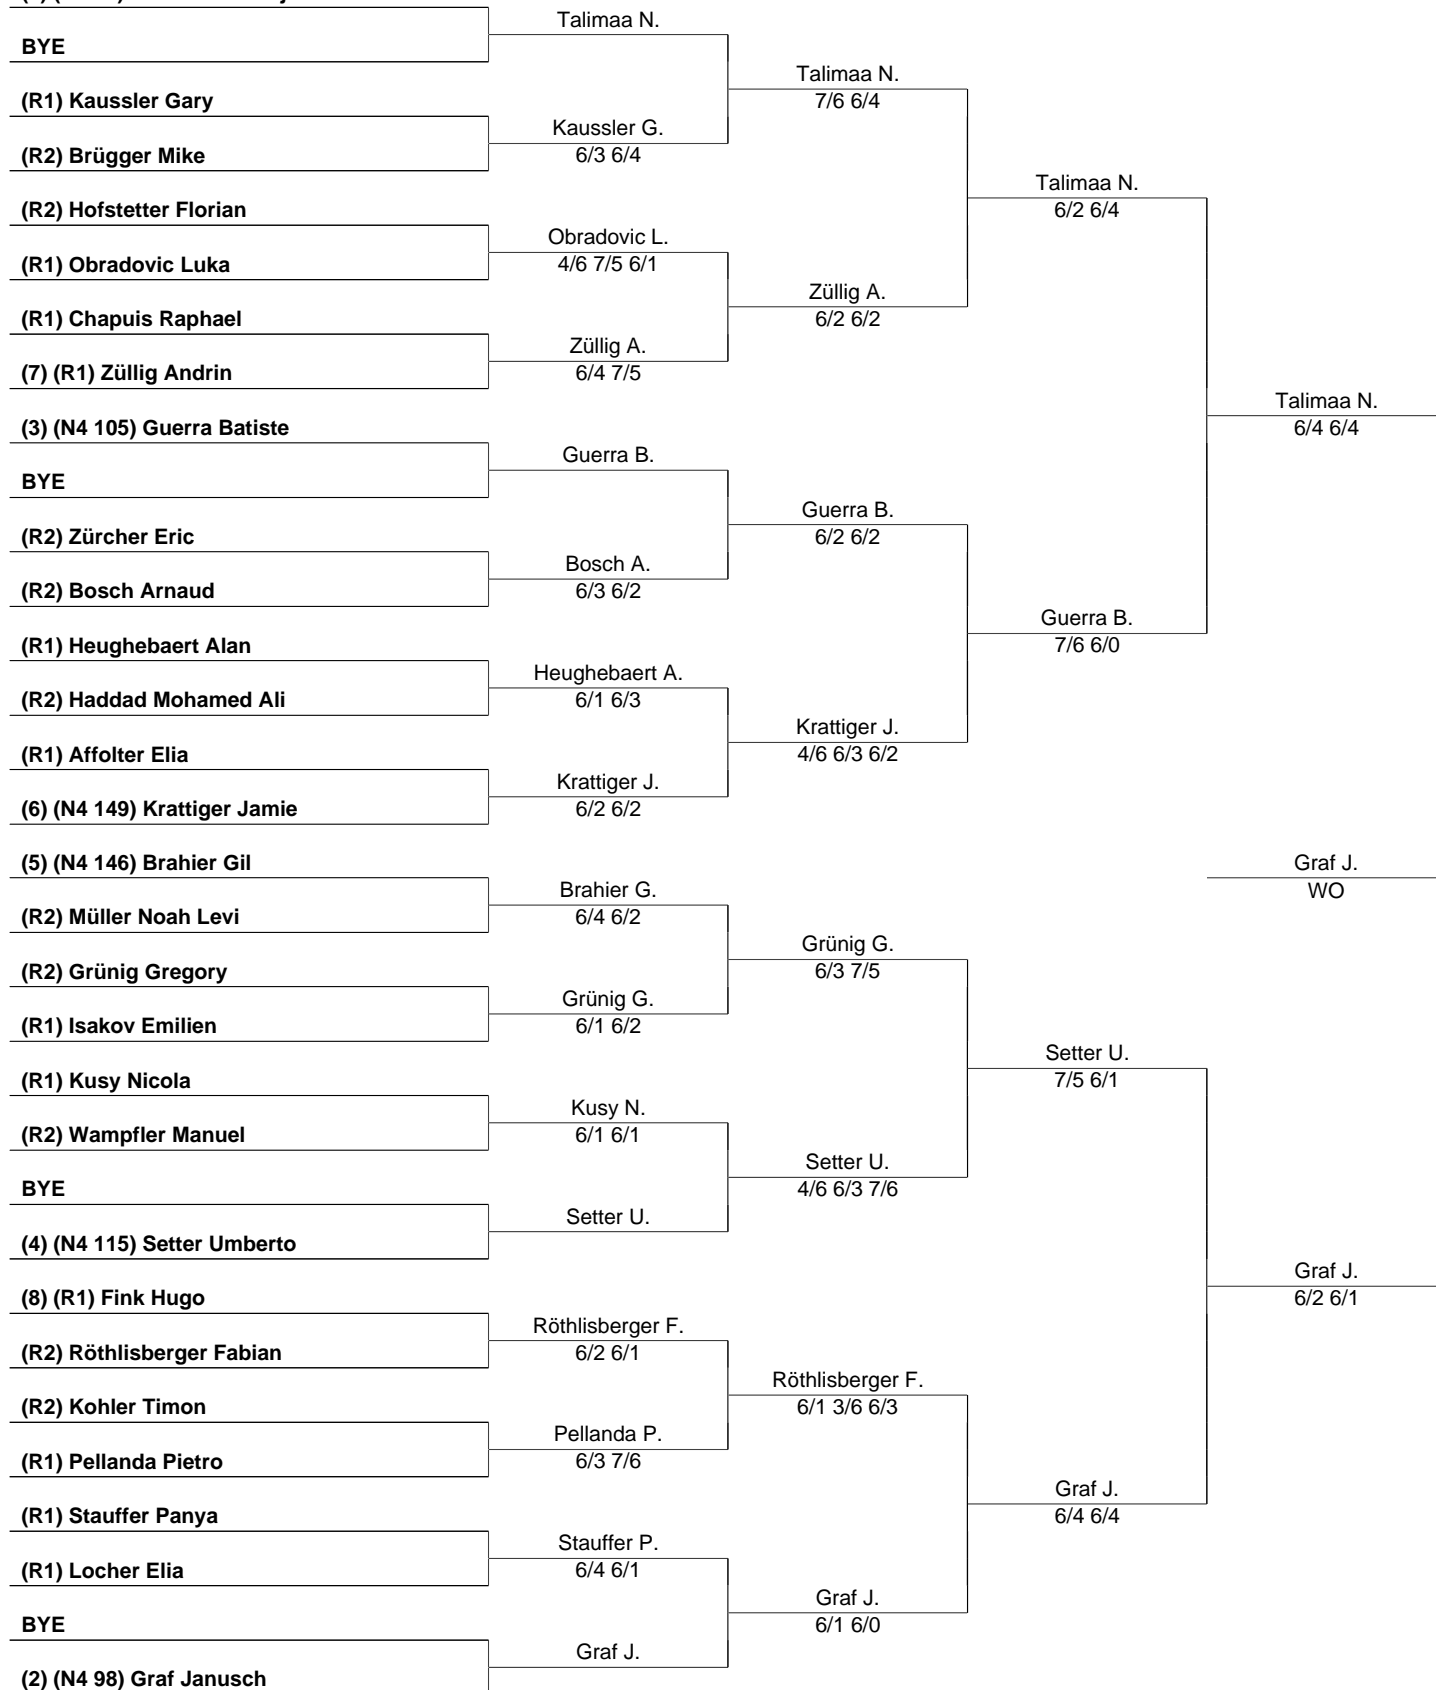 BYE
(R1) Kaussler Gary
(R2) Brügger Mike
(R2) Hofstetter Florian
(R1) Obradovic Luka
(R1) Chapuis Raphael
(7) (R1) Züllig Andrin
(3) (N4 105) Guerra Batiste
BYE
(R2) Zürcher Eric
(R2) Bosch Arnaud
(R1) Heughebaert Alan
(R2) Haddad Mohamed Ali
(R1) Affolter Elia
(6) (N4 149) Krattiger Jamie
(5) (N4 146) Brahier Gil
(R2) Müller Noah Levi
(R2) Grünig Gregory
(R1) Isakov Emilien
(R1) Kusy Nicola
(R2) Wampfler Manuel
BYE
(4) (N4 115) Setter Umberto
(8) (R1) Fink Hugo
(R2) Röthlisberger Fabian
(R2) Kohler Timon
(R1) Pellanda Pietro
(R1) Stauffer Panya
(R1) Locher Elia
BYE
(2) (N4 98) Graf Janusch
Talimaa N.
Kaussler G.
6/3 6/4
Obradovic L.
4/6 7/5 6/1
Züllig A.
6/4 7/5
Guerra B.
Bosch A.
6/3 6/2
Heughebaert A.
6/1 6/3
Krattiger J.
6/2 6/2
Brahier G.
6/4 6/2
Grünig G.
6/1 6/2
Kusy N.
6/1 6/1
Setter U.
Röthlisberger F.
6/2 6/1
Pellanda P.
6/3 7/6
Stauffer P.
6/4 6/1
Graf J.
Talimaa N.
7/6 6/4
Züllig A.
6/2 6/2
Guerra B.
6/2 6/2
Krattiger J.
4/6 6/3 6/2
Grünig G.
6/3 7/5
Setter U.
4/6 6/3 7/6
Röthlisberger F.
6/1 3/6 6/3
Graf J.
6/1 6/0
Talimaa N.
6/2 6/4
Guerra B.
7/6 6/0
Setter U.
7/5 6/1
Graf J.
6/4 6/4
Talimaa N.
6/4 6/4
Graf J.
WO
Graf J.
6/2 6/1